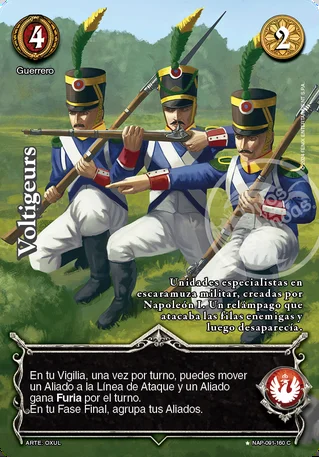 4
2
Guerrero
Voltigeurs
Unidades especialistas en
escaramuza militar, creadas por
Napoleón I. Un relámpago que
atacaba las filas enemigas y
luego desaparecía.
En tu Vigilia, una vez por turno, puedes mover
un Aliado a la Línea de Ataque y un Aliado
gana Furia por el turno.
En tu Fase Final, agrupa tus Aliados.
ARTE: OXUL
★ NAP-091-160 C